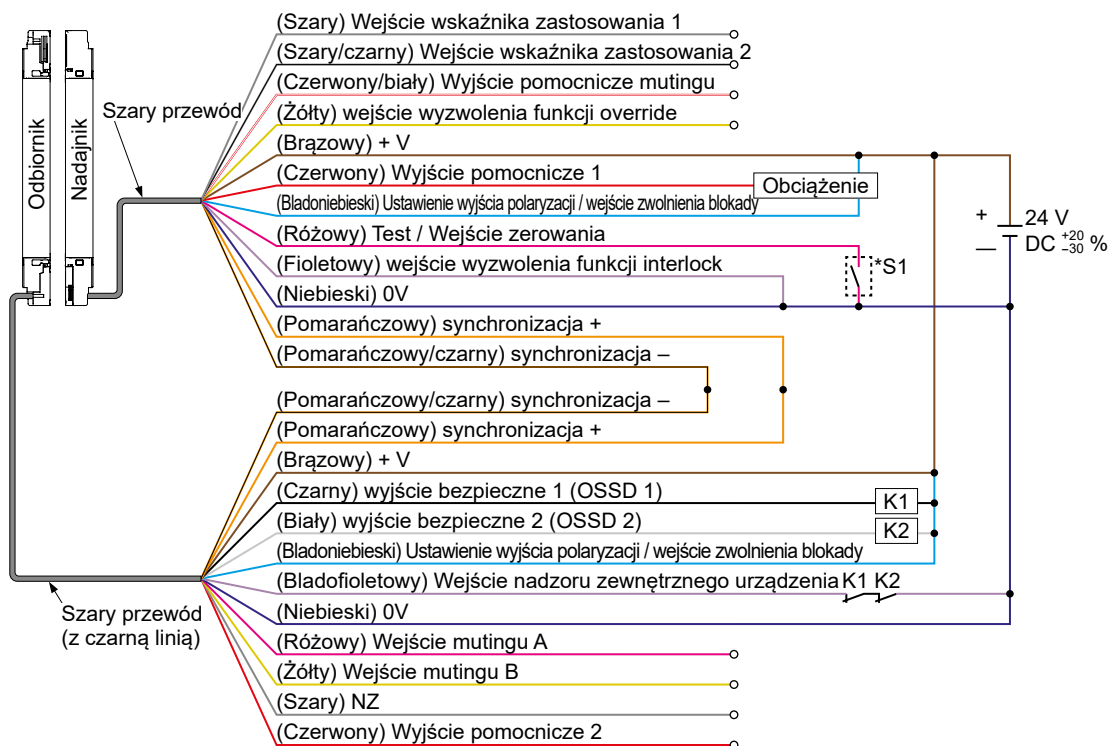 (Szary) Wejście wskaźnika zastosowania 1
(Szary/czarny) Wejście wskaźnika zastosowania 2
(Czerwony/biały) Wyjście pomocnicze mutingu
Szary przewód
(Żółty) wejście wyzwolenia funkcji override
Odbiornik
Nadajnik
(Brązowy) + V
(Czerwony) Wyjście pomocnicze 1
Obciążenie
(Bladoniebieski) Ustawienie wyjścia polaryzacji / wejście zwolnienia blokady
(Różowy) Test / Wejście zerowania
+
24 V
—
DC +20 −30 %
(Fioletowy) wejście wyzwolenia funkcji interlock
*S1
(Niebieski) 0V
(Pomarańczowy) synchronizacja +
(Pomarańczowy/czarny) synchronizacja –
(Pomarańczowy/czarny) synchronizacja –
(Pomarańczowy) synchronizacja +
(Brązowy) + V
(Czarny) wyjście bezpieczne 1 (OSSD 1)
K1
(Biały) wyjście bezpieczne 2 (OSSD 2)
K2
(Bladoniebieski) Ustawienie wyjścia polaryzacji / wejście zwolnienia blokady
(Bladofioletowy) Wejście nadzoru zewnętrznego urządzenia
K1 K2
Szary przewód
(z czarną linią)
(Niebieski) 0V
(Różowy) Wejście mutingu A
(Żółty) Wejście mutingu B
(Szary) NZ
(Czerwony) Wyjście pomocnicze 2